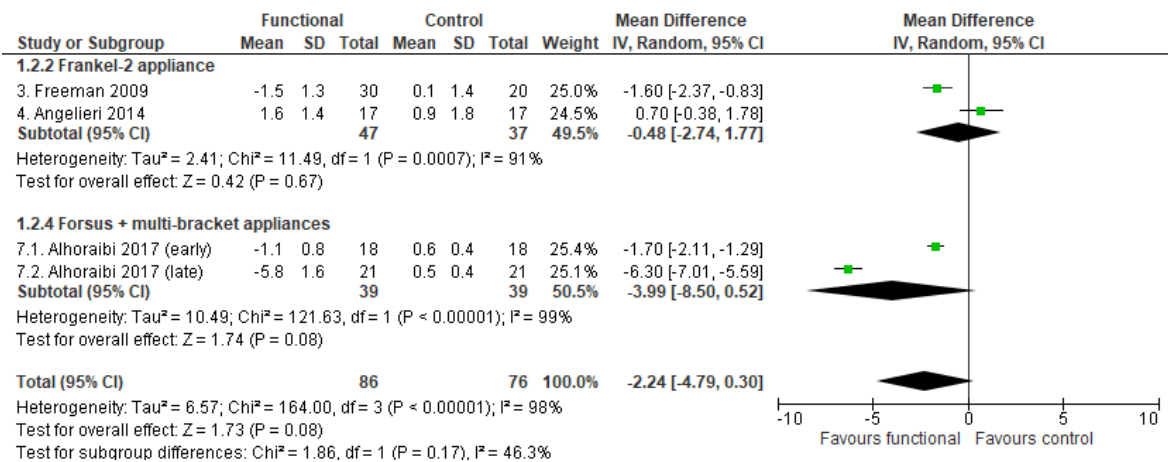 Functional Control Mean Difference Mean Difference
Study or Subgroup Mean SD Total Mean SD Total Weight IV, Random, 95% CI IV, Random, 95% CI
1.2.2 Frankel-2 appliance
3. Freeman 2009 -1.5 1.3 30 0.1 1.4 20 25.0% -1.60 [-2.37, -0.83]
4. Angelieri 2014 1.6 1.4 17 0.9 1.8 17 24.5% 0.70 [-0.38, 1.78]
Subtotal (95% CI) 47 37 49.5% -0.48 [-2.74, 1.77]
Heterogeneity: Tau² = 2.41; Chi² = 11.49, df = 1 (P = 0.0007); I² = 91%
Test for overall effect: Z = 0.42 (P = 0.67)
1.2.4 Forsus + multi-bracket appliances
7.1. Alhoraibi 2017 (early) -1.1 0.8 18 0.6 0.4 18 25.4% -1.70 [-2.11, -1.29]
7.2. Alhoraibi 2017 (late) -5.8 1.6 21 0.5 0.4 21 25.1% -6.30 [-7.01, -5.59]
Subtotal (95% CI) 39 39 50.5% -3.99 [-8.50, 0.52]
Heterogeneity: Tau² = 10.49; Chi² = 121.63, df = 1 (P < 0.00001); I² = 99%
Test for overall effect: Z = 1.74 (P = 0.08)
Total (95% CI) 86 76 100.0% -2.24 [-4.79, 0.30]
Heterogeneity: Tau² = 6.57; Chi² = 164.00, df = 3 (P < 0.00001); I² = 98%
Test for overall effect: Z = 1.73 (P = 0.08)
Test for subgroup differences: Chi² = 1.86, df = 1 (P = 0.17), I² = 46.3%
-10 -5 0 5 10
Favours functional Favours control